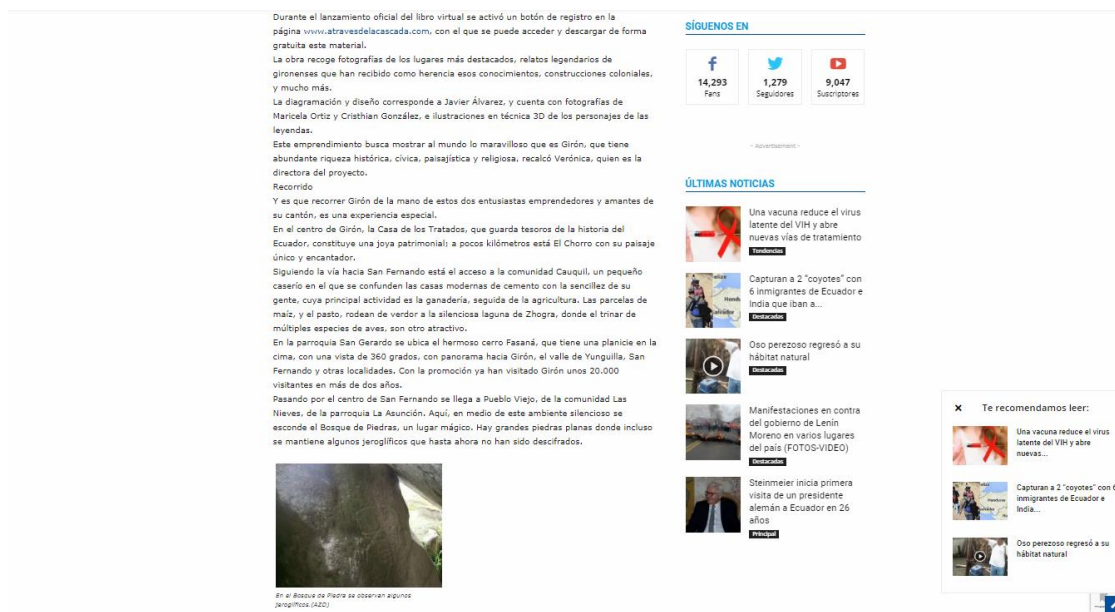 Durante el lanzamiento oficial del libro virtual se activó un botón de registro en la
página www.atravesdelacascada.com, con el que se puede acceder y descargar de forma
gratuita este material.
La obra recoge fotografías de los lugares más destacados, relatos legendarios de
gironenses que han recibido como herencia esos conocimientos, construcciones coloniales,
y mucho más.
La diagramación y diseño corresponde a Javier Álvarez, y cuenta con fotografías de
Maricela Ortiz y Cristhian González, e ilustraciones en técnica 3D de los personajes de las
leyendas.
Este emprendimiento busca mostrar al mundo lo maravilloso que es Girón, que tiene
abundante riqueza histórica, cívica, paisajística y religiosa, recalcó Verónica, quien es la
directora del proyecto.
Recorrido
Y es que recorrer Girón de la mano de estos dos entusiastas emprendedores y amantes de
su cantón, es una experiencia especial.
En el centro de Girón, la Casa de los Tratados, que guarda tesoros de la historia del
Ecuador, constituye una joya patrimonial; a pocos kilómetros está El Chorro con su paisaje
único y encantador.
Siguiendo la vía hacia San Fernando está el acceso a la comunidad Cauquil, un pequeño
caserío en el que se confunden las casas modernas de cemento con la sencillez de su
gente, cuya principal actividad es la ganadería, seguida de la agricultura. Las parcelas de
maíz, y el pasto, rodean de verdor a la silenciosa laguna de Zhogra, donde el trinar de
múltiples especies de aves, son otro atractivo.
En la parroquia San Gerardo se ubica el hermoso cerro Fasaná, que tiene una planicie en la
cima, con una vista de 360 grados, con panorama hacia Girón, el valle de Yunguilla, San
Fernando y otras localidades. Con la promoción ya han visitado Girón unos 20.000
visitantes en más de dos años.
Pasando por el centro de San Fernando se llega a Pueblo Viejo, de la comunidad Las
Nieves, de la parroquia La Asunción. Aquí, en medio de este ambiente silencioso se
esconde el Bosque de Piedras, un lugar mágico. Hay grandes piedras planas donde incluso
se mantiene algunos jeroglíficos que hasta ahora no han sido descifrados.
En el Bosque de Piedra se observan algunos
jeroglíficos.(AZD)
SÍGUENOS EN
14,293 1,279 9,047
Fans Seguidores Suscriptores
- Advertisement -
ÚLTIMAS NOTICIAS
Una vacuna reduce el virus
latente del VIH y abre
nuevas vías de tratamiento
Tendencias
Capturan a 2 "coyotes" con
6 inmigrantes de Ecuador e
India que iban a...
Destacadas
Oso perezoso regresó a su
hábitat natural
Destacadas
Manifestaciones en contra
del gobierno de Lenín
Moreno en varios lugares
del país (FOTOS-VIDEO)
Destacadas
Steinmeier inicia primera
visita de un presidente
alemán a Ecuador en 26
años
Principal
× Te recomendamos leer:
Una vacuna reduce el virus
latente del VIH y abre
nuevas...
Capturan a 2 "coyotes" con 6
inmigrantes de Ecuador e
India...
Oso perezoso regresó a su
hábitat natural